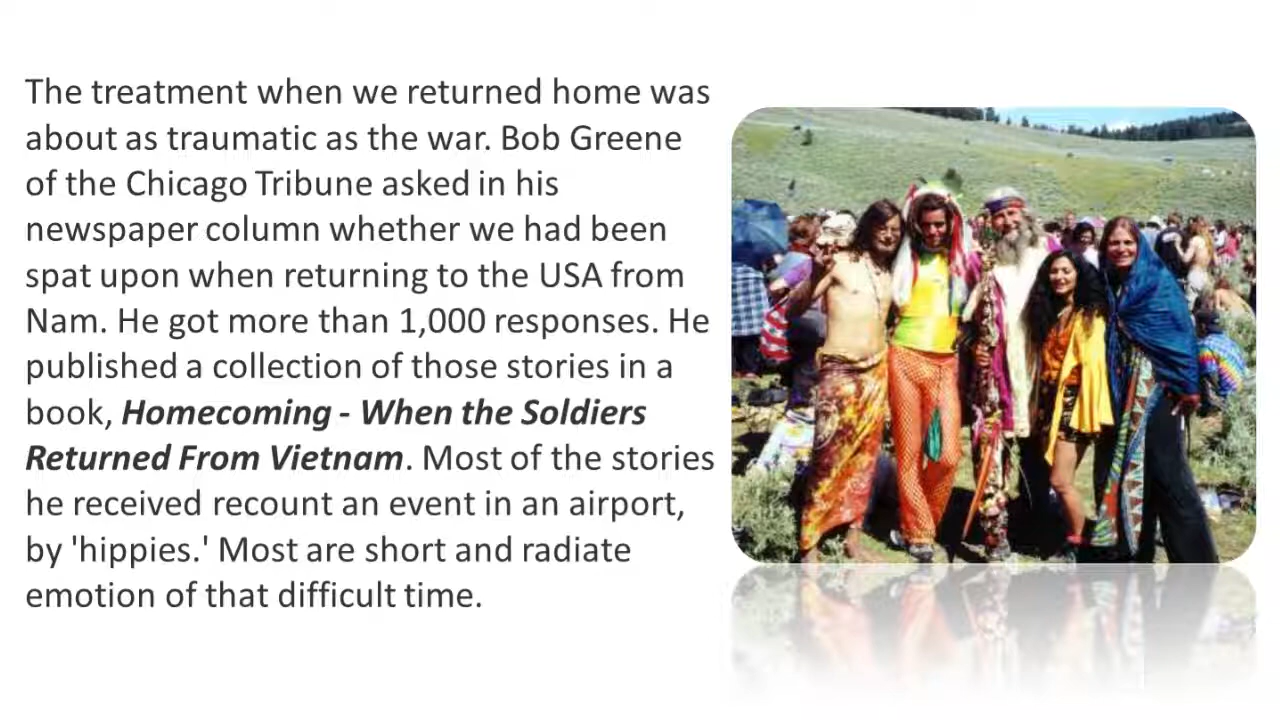 The treatment when we returned home was
about as traumatic as the war. Bob Greene
of the Chicago Tribune asked in his
newspaper column whether we had been
spat upon when returning to the USA from
Nam. He got more than 1,000 responses. He
published a collection of those stories in a
book, Homecoming - When the Soldiers
Returned From Vietnam. Most of the stories
he received recount an event in an airport,
by 'hippies.' Most are short and radiate
emotion of that difficult time.